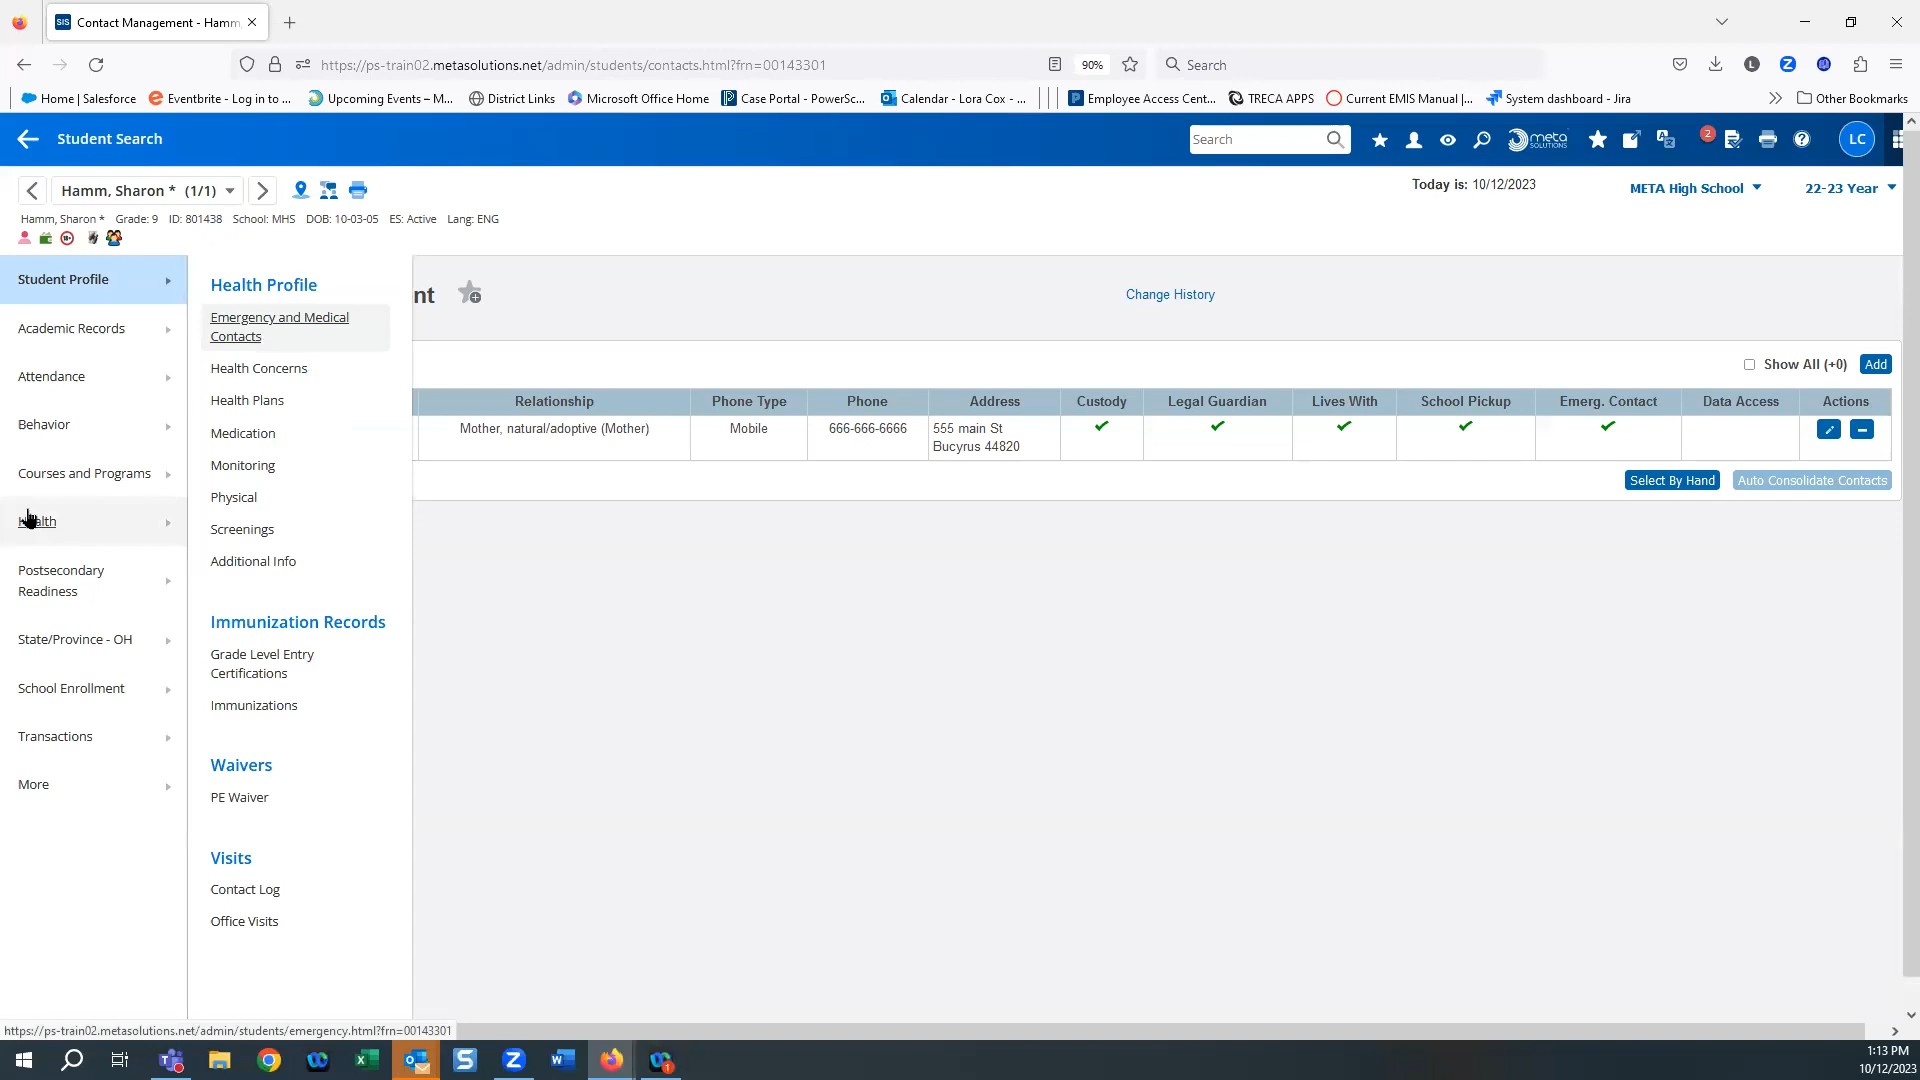 SIS Contact Management - Hamm,
https://ps-train02.metasolutions.net/admin/students/contacts.html?frn=00143301
90%
Search
Home | Salesforce
Eventbrite - Log in to ...
Upcoming Events – M...
District Links
Microsoft Office Home
Case Portal - PowerSc...
Calendar - Lora Cox - ...
Employee Access Cent...
TRECA APPS
Current EMIS Manual |...
System dashboard - Jira
Other Bookmarks
Student Search
Search
meta SOLUTIONS
2
LC
Hamm, Sharon * (1/1)
Today is: 10/12/2023
META High School
22-23 Year
Hamm, Sharon * Grade: 9 ID: 801438 School: MHS DOB: 10-03-05 ES: Active Lang: ENG
Student Profile
Academic Records
Attendance
Behavior
Courses and Programs
Health
Postsecondary
Readiness
State/Province - OH
School Enrollment
Transactions
More
Health Profile
Emergency and Medical
Contacts
Health Concerns
Health Plans
Medication
Monitoring
Physical
Screenings
Additional Info
Immunization Records
Grade Level Entry
Certifications
Immunizations
Waivers
PE Waiver
Visits
Contact Log
Office Visits
nt
Change History
Show All (+0) Add
Relationship Phone Type Phone Address Custody Legal Guardian Lives With School Pickup Emerg. Contact Data Access Actions
Mother, natural/adoptive (Mother) Mobile 666-666-6666 555 main St
Bucyrus 44820
Select By Hand Auto Consolidate Contacts
https://ps-train02.metasolutions.net/admin/students/emergency.html?frn=00143301
1:13 PM
10/12/2023